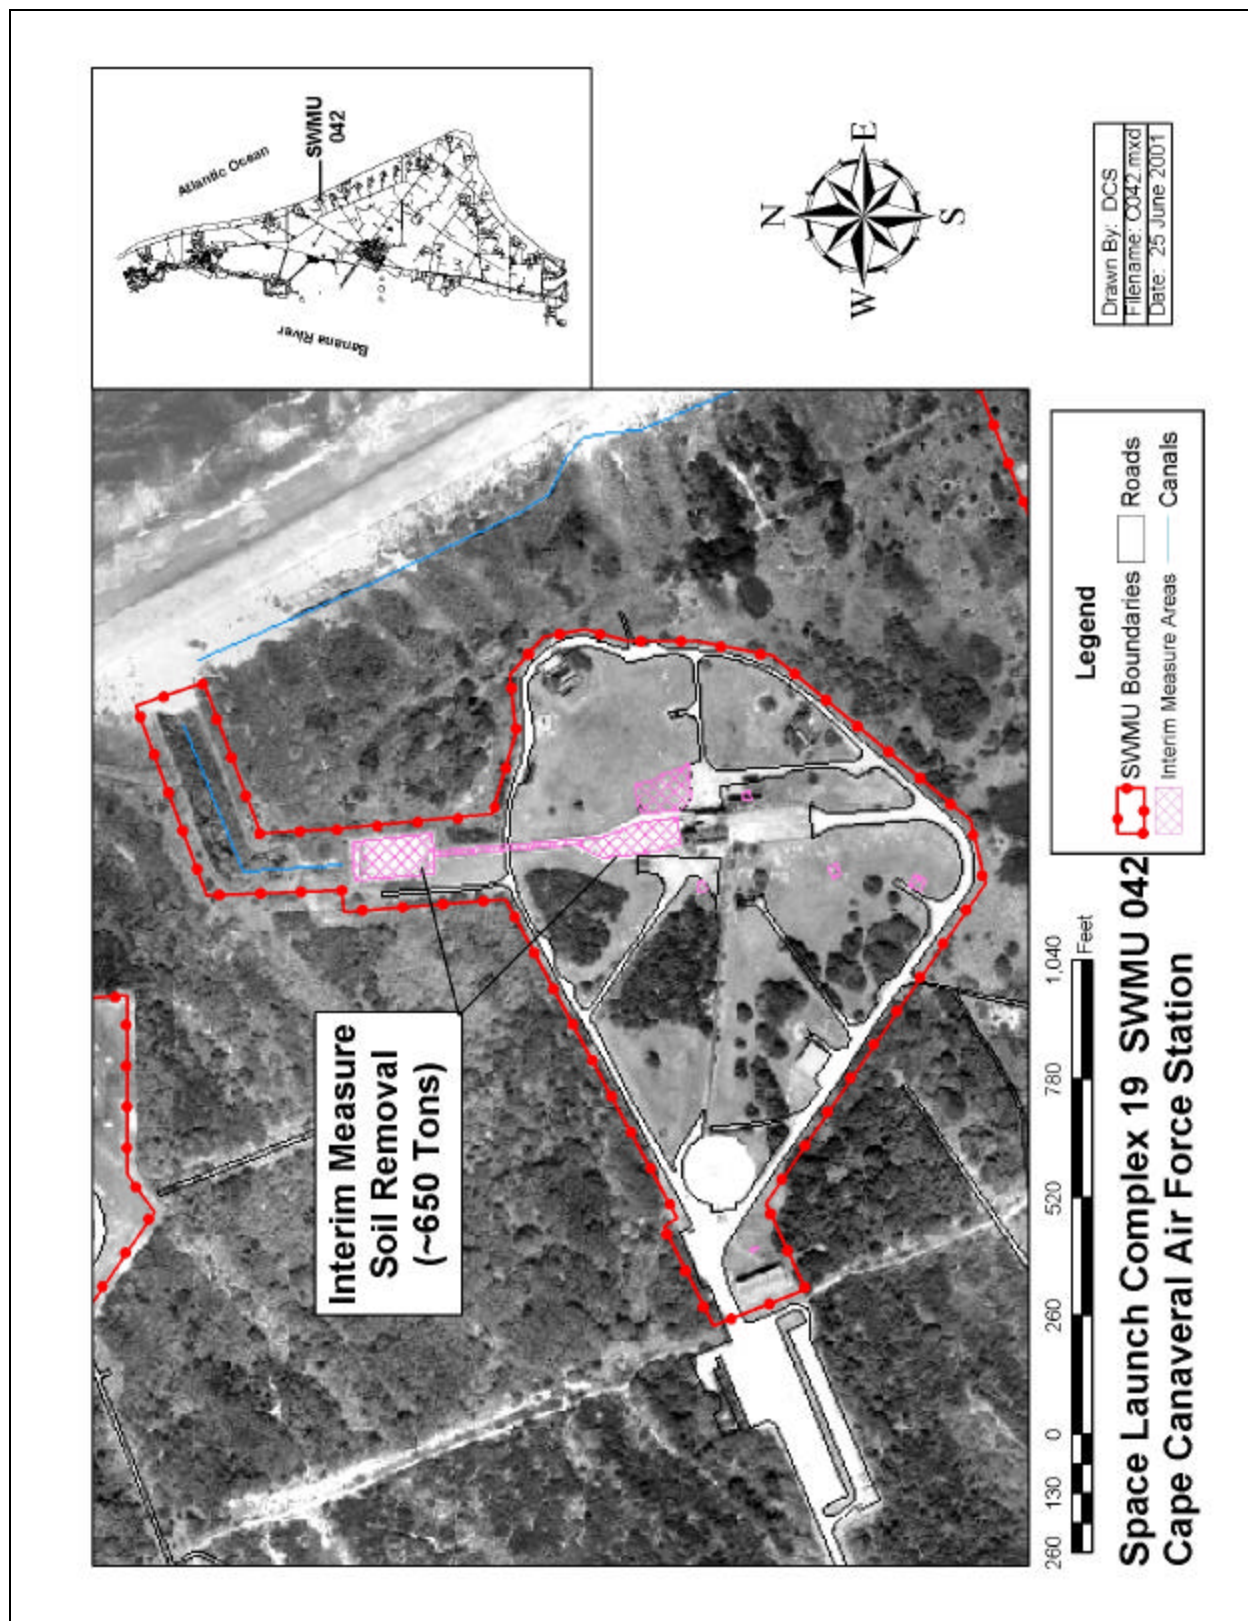 Atlantic Ocean
SWMU
042
Banana River
N
E
S
W
Drawn By: DCS
Filename: C042.mxd
Date: 25 June 2001
Interim Measure
Soil Removal
(~650 Tons)
Legend
SWMU Boundaries
Roads
Interim Measure Areas
Canals
260 130 0 260 520 780 1,040
Feet
Space Launch Complex 19 SWMU 042
Cape Canaveral Air Force Station